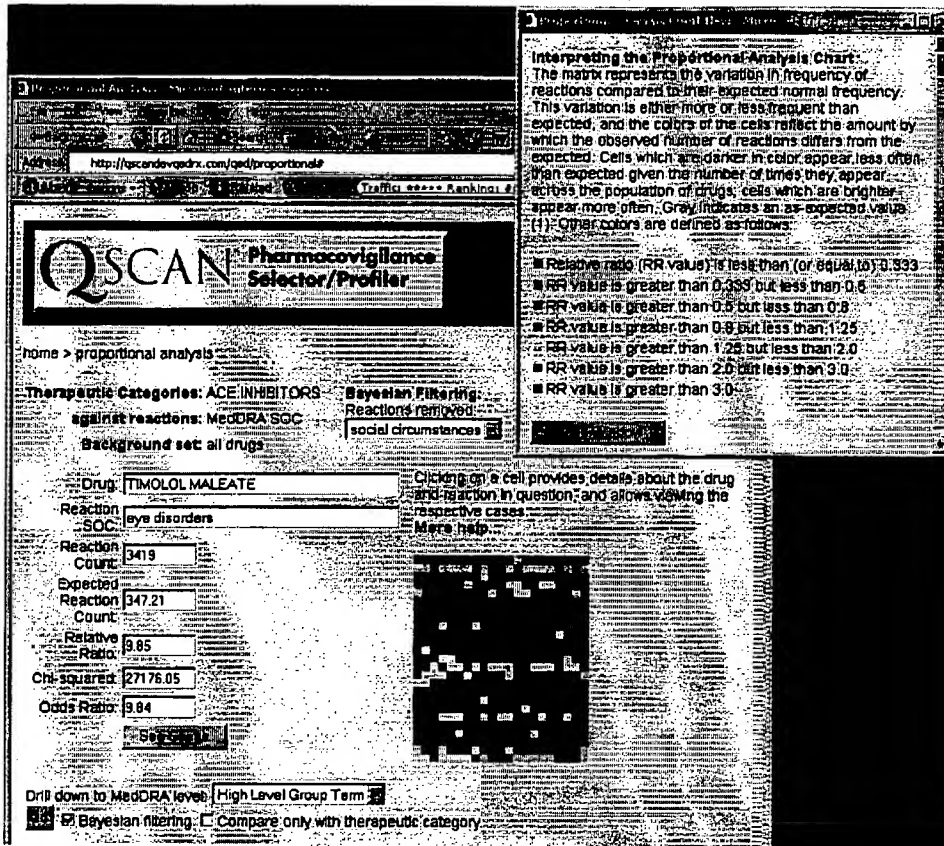 Interpreting the Proportional Analysis Chart:
The matrix represents the variation in frequency of
reactions compared to their expected normal frequency.
This variation is either more or less frequent than
expected, and the colors of the cells reflect the amount by
which the observed number of reactions differs from the
expected. Cells which are darker in color appear less often
than expected given the number of times they appear
across the population of drugs, cells which are brighter
appear more often. Gray indicates an as-expected value
(1). Other colors are defined as follows:
Relative ratio (RR value) is less than (or equal to) 0.333
RR value is greater than 0.333 but less than 0.5
RR value is greater than 0.5 but less than 0.8
RR value is greater than 0.8 but less than 1.25
RR value is greater than 1.25 but less than 2.0
RR value is greater than 2.0 but less than 3.0
RR value is greater than 3.0
Address http://qscandevqedrx.com/qed/proportional#
QSCAN Pharmacovigilance
Selector/Profiler
home > proportional analysis
Therapeutic Categories: ACE INHIBITORS
against reactions: MedDRA SOC
Background set: all drugs
Bayesian Filtering:
Reactions removed:
social circumstances
Drug: TIMOLOL MALEATE
Reaction
SOC: eye disorders
Reaction
Count: 3419
Expected
Reaction
Count: 347.21
Relative
Ratio: 9.85
Chi-squared: 27176.05
Odds Ratio: 9.84
Clicking on a cell provides details about the drug
and reaction in question, and allows viewing the
respective cases.
More help...
Drill down to MedDRA level: High Level Group Term
Bayesian filtering Compare only with therapeutic category